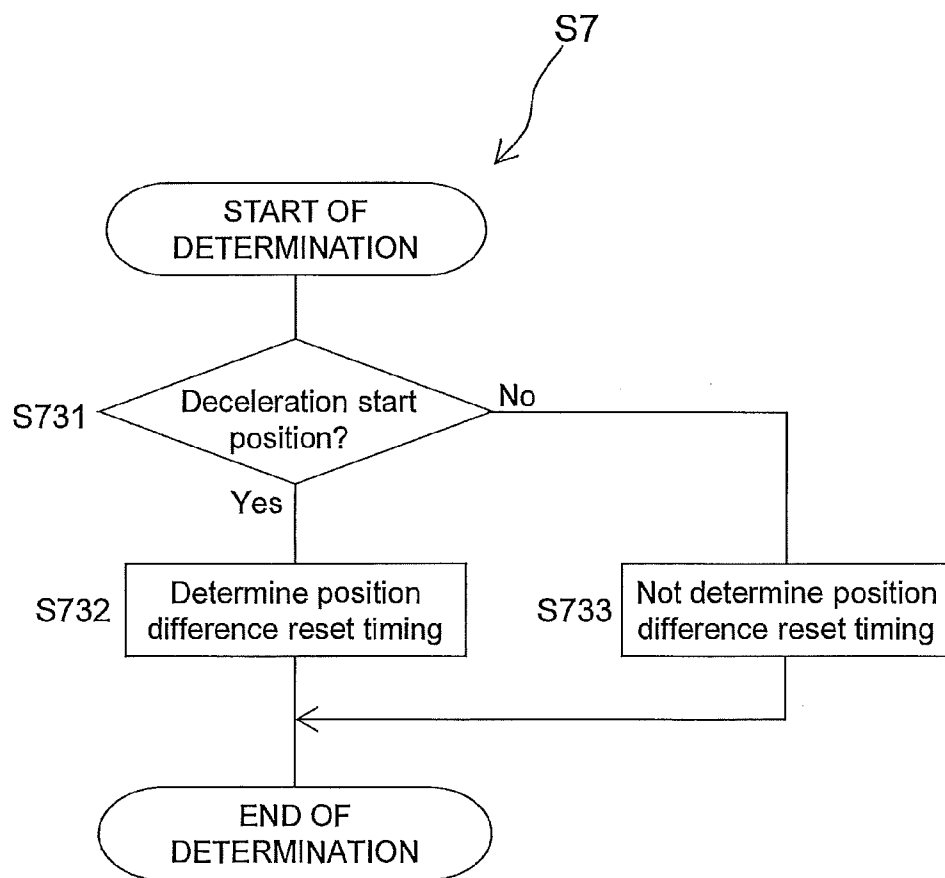 S7
START OF
DETERMINATION
S731
Deceleration start
position?
No
Yes
S732
Determine position
difference reset timing
S733
Not determine position
difference reset timing
END OF
DETERMINATION